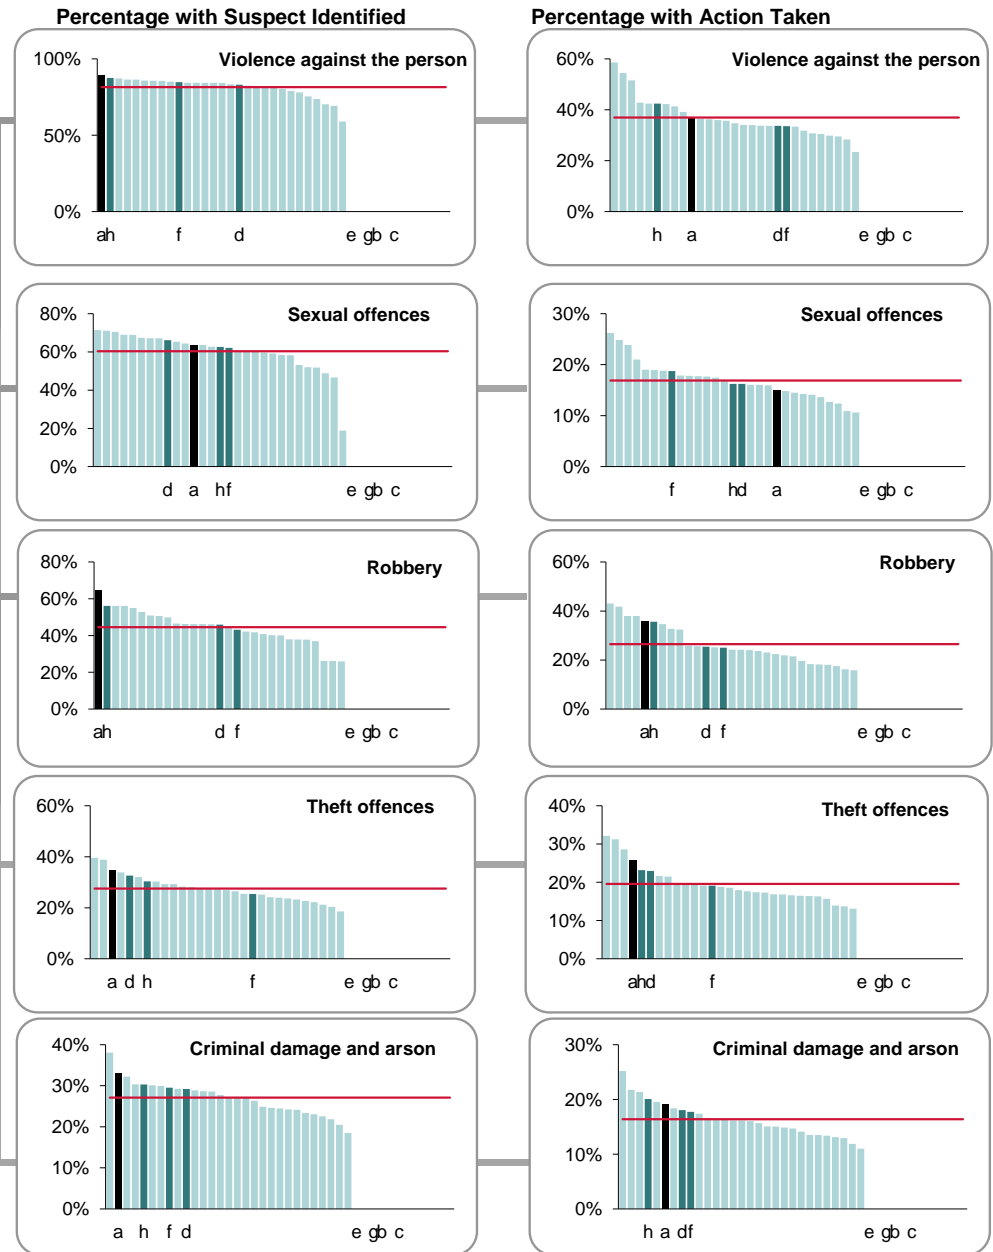 Percentage with Suspect Identified
Percentage with Action Taken
Violence against the person
100%
50%
0%
ah f d e gb c
Violence against the person
60%
40%
20%
0%
h a df e gb c
Sexual offences
80%
60%
40%
20%
0%
d a hf e gb c
Sexual offences
30%
20%
10%
0%
f hd a e gb c
Robbery
80%
60%
40%
20%
0%
ah d f e gb c
Robbery
60%
40%
20%
0%
ah d f e gb c
Theft offences
60%
40%
20%
0%
a d h f e gb c
Theft offences
40%
30%
20%
10%
0%
ahd f e gb c
Criminal damage and arson
40%
30%
20%
10%
0%
a h f d e gb c
Criminal damage and arson
30%
20%
10%
0%
h a df e gb c